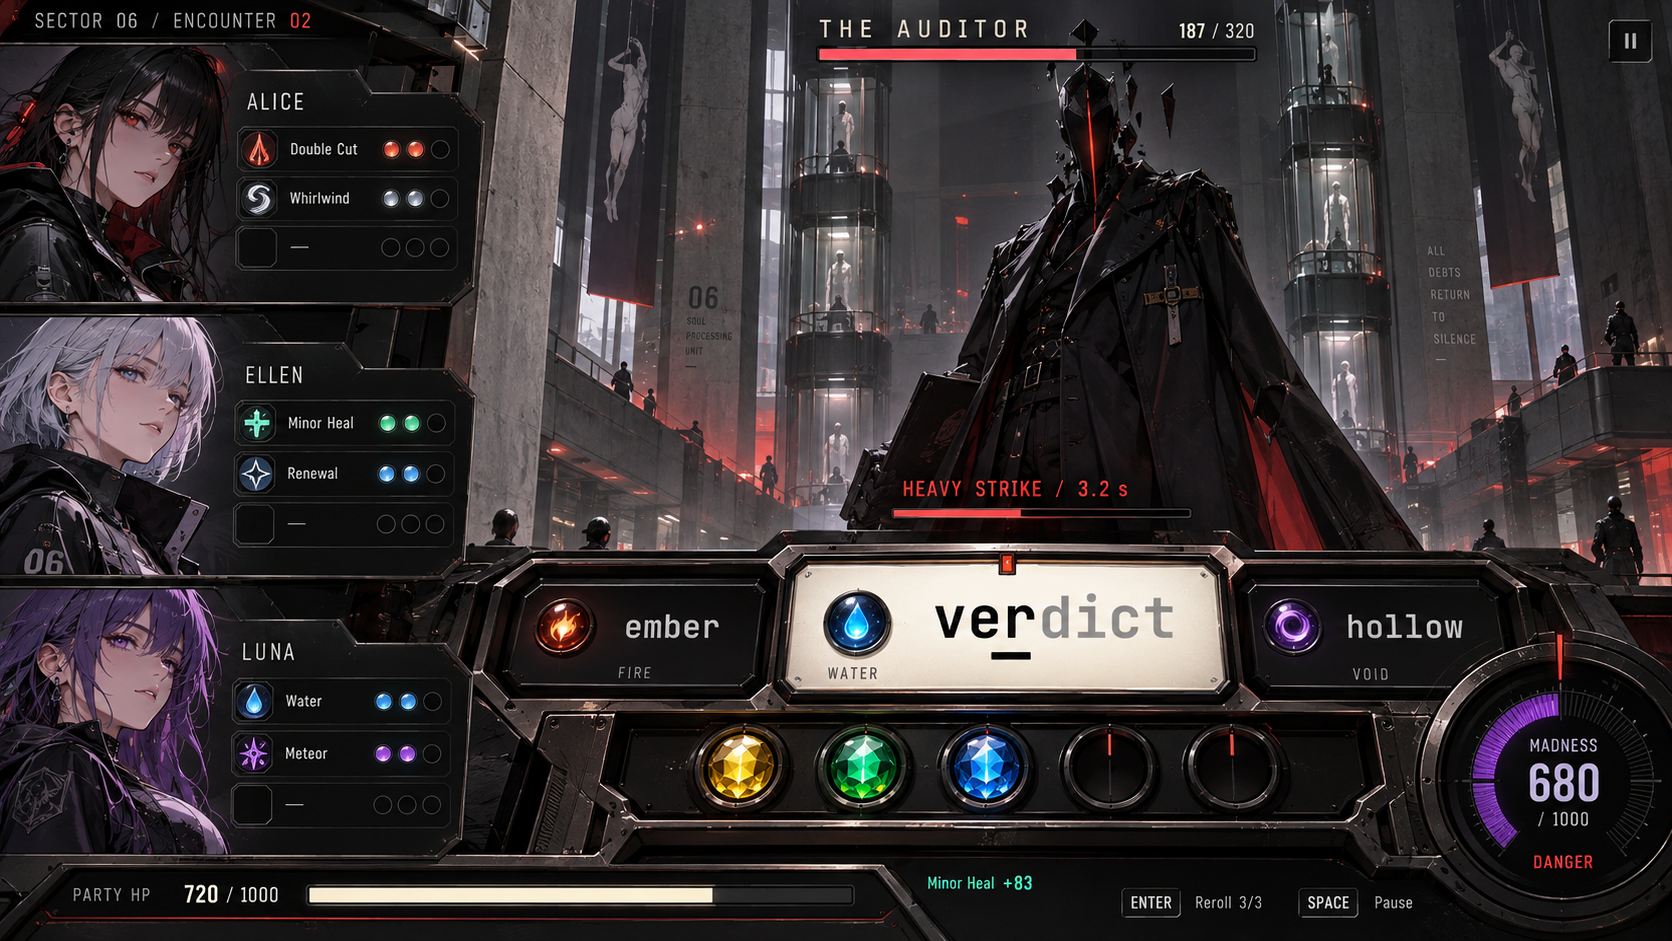 SECTOR 06 / ENCOUNTER 02
THE AUDITOR
187 / 320
ALICE
Double Cut
Whirlwind
—
ELLEN
Minor Heal
Renewal
—
06
LUNA
Water
Meteor
—
06
SOUL
PROCESSING
UNIT
—
ALL
DEBTS
RETURN
TO
SILENCE
—
HEAVY STRIKE / 3.2 s
ember
FIRE
verdict
WATER
hollow
VOID
MADNESS
680
/ 1000
DANGER
PARTY HP 720 / 1000
Minor Heal +83
ENTER Reroll 3/3
SPACE Pause